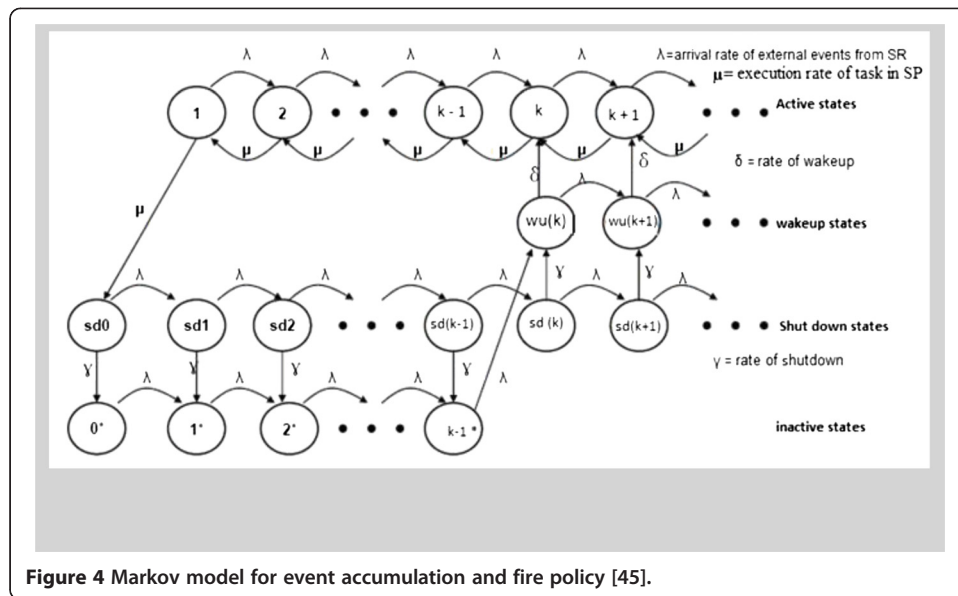 λ λ λ λ λ λ=arrival rate of external events from SR
μ= execution rate of task in SP
1 2 • • • k - 1 k k + 1 • • • Active states
μ μ μ μ μ μ
δ δ δ = rate of wakeup
λ λ
μ
wu(k) wu(k+1) • • • wakeup states
λ λ λ λ λ λ λ
γ γ
sd0 sd1 sd2 • • • sd(k-1) sd (k) sd(k+1) • • • Shut down states
γ γ γ γ γ = rate of shutdown
λ λ λ λ λ
0* 1* 2* • • • k-1 * inactive states
Figure 4 Markov model for event accumulation and fire policy [45].